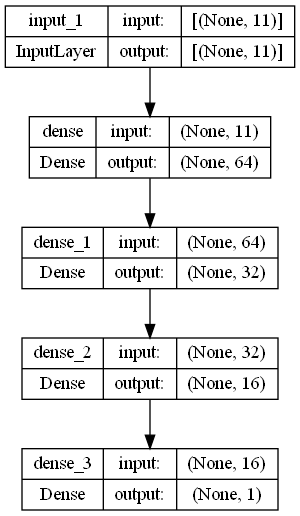 input_1 input: [(None, 11)]
InputLayer output: [(None, 11)]
dense input: (None, 11)
Dense output: (None, 64)
dense_1 input: (None, 64)
Dense output: (None, 32)
dense_2 input: (None, 32)
Dense output: (None, 16)
dense_3 input: (None, 16)
Dense output: (None, 1)